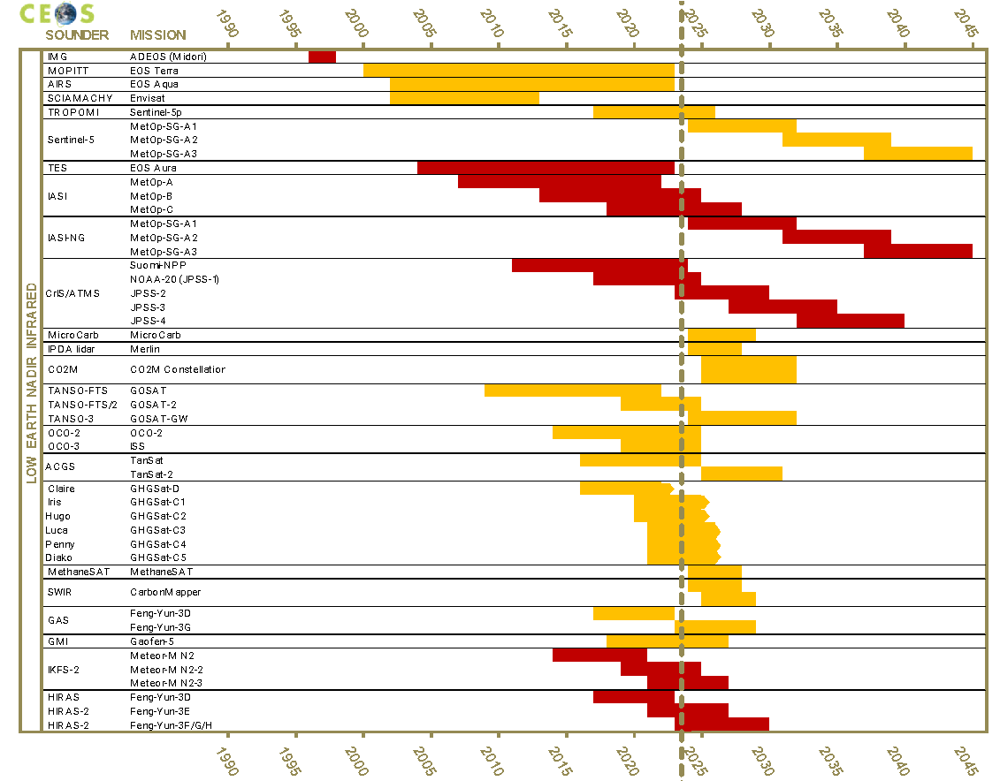 CEOS
1990 1995 2000 2005 2010 2015 2020 2025 2030 2035 2040 2045
SOUNDER MISSION
LOW EARTH NADIR INFRARED
IMG ADEOS (Midori)
MOPITT EOS Terra
AIRS EOS Aqua
SCIAMACHY Envisat
TROPOMI Sentinel-5p
MetOp-SG-A1
Sentinel-5 MetOp-SG-A2
MetOp-SG-A3
TES EOS Aura
MetOp-A
IASI MetOp-B
MetOp-C
MetOp-SG-A1
IASI-NG MetOp-SG-A2
MetOp-SG-A3
Suomi-NPP
NOAA-20 (JPSS-1)
CrIS/ATMS JPSS-2
JPSS-3
JPSS-4
MicroCarb MicroCarb
IPDA lidar Merlin
CO2M CO2M Constellation
TANSO-FTS GOSAT
TANSO-FTS/2 GOSAT-2
TANSO-3 GOSAT-GW
OCO-2 OCO-2
OCO-3 ISS
ACGS TanSat
TanSat-2
Claire GHGSat-D
Iris GHGSat-C1
Hugo GHGSat-C2
Luca GHGSat-C3
Penny GHGSat-C4
Diako GHGSat-C5
MethaneSAT MethaneSAT
SWIR CarbonMapper
GAS Feng-Yun-3D
Feng-Yun-3G
GMI Gaofen-5
Meteor-M N2
IKFS-2 Meteor-M N2-2
Meteor-M N2-3
HIRAS Feng-Yun-3D
HIRAS-2 Feng-Yun-3E
HIRAS-2 Feng-Yun-3F/G/H
1990 1995 2000 2005 2010 2015 2020 2025 2030 2035 2040 2045